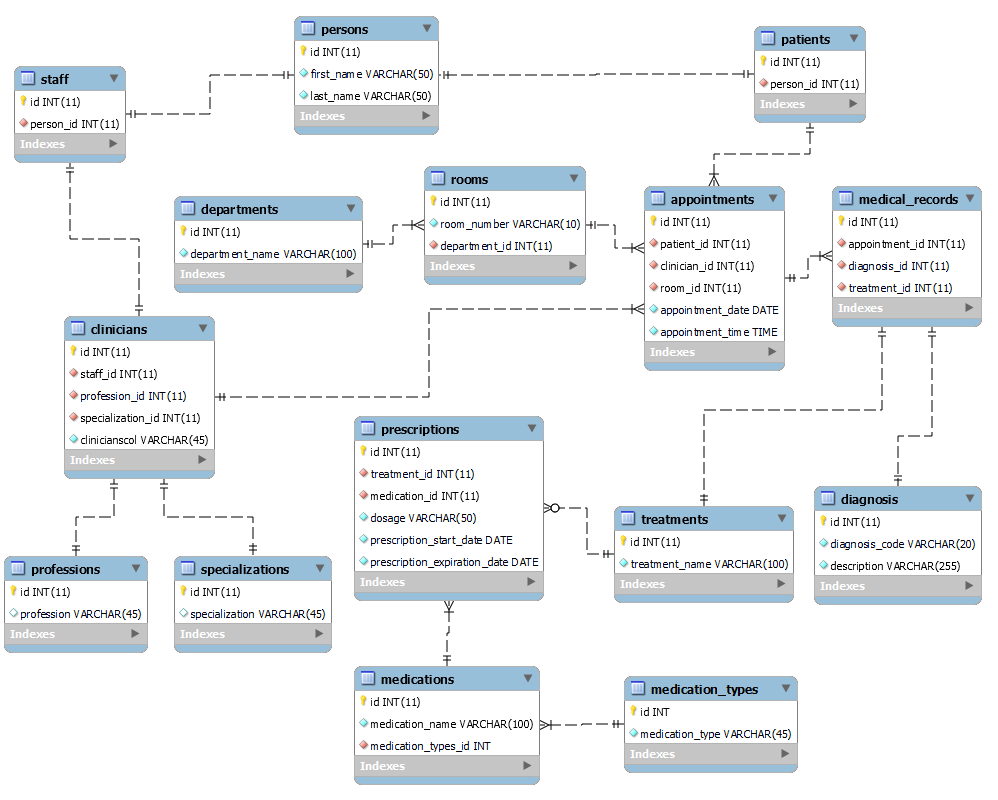 persons
id INT(11)
first_name VARCHAR(50)
last_name VARCHAR(50)
Indexes
patients
id INT(11)
person_id INT(11)
Indexes
staff
id INT(11)
person_id INT(11)
Indexes
departments
id INT(11)
department_name VARCHAR(100)
Indexes
rooms
id INT(11)
room_number VARCHAR(10)
department_id INT(11)
Indexes
appointments
id INT(11)
patient_id INT(11)
clinician_id INT(11)
room_id INT(11)
appointment_date DATE
appointment_time TIME
Indexes
medical_records
id INT(11)
appointment_id INT(11)
diagnosis_id INT(11)
treatment_id INT(11)
Indexes
clinicians
id INT(11)
staff_id INT(11)
profession_id INT(11)
specialization_id INT(11)
clinicianscol VARCHAR(45)
Indexes
prescriptions
id INT(11)
treatment_id INT(11)
medication_id INT(11)
dosage VARCHAR(50)
prescription_start_date DATE
prescription_expiration_date DATE
Indexes
treatments
id INT(11)
treatment_name VARCHAR(100)
Indexes
diagnosis
id INT(11)
diagnosis_code VARCHAR(20)
description VARCHAR(255)
Indexes
professions
id INT(11)
profession VARCHAR(45)
Indexes
specializations
id INT(11)
specialization VARCHAR(45)
Indexes
medications
id INT(11)
medication_name VARCHAR(100)
medication_types_id INT
Indexes
medication_types
id INT
medication_type VARCHAR(45)
Indexes